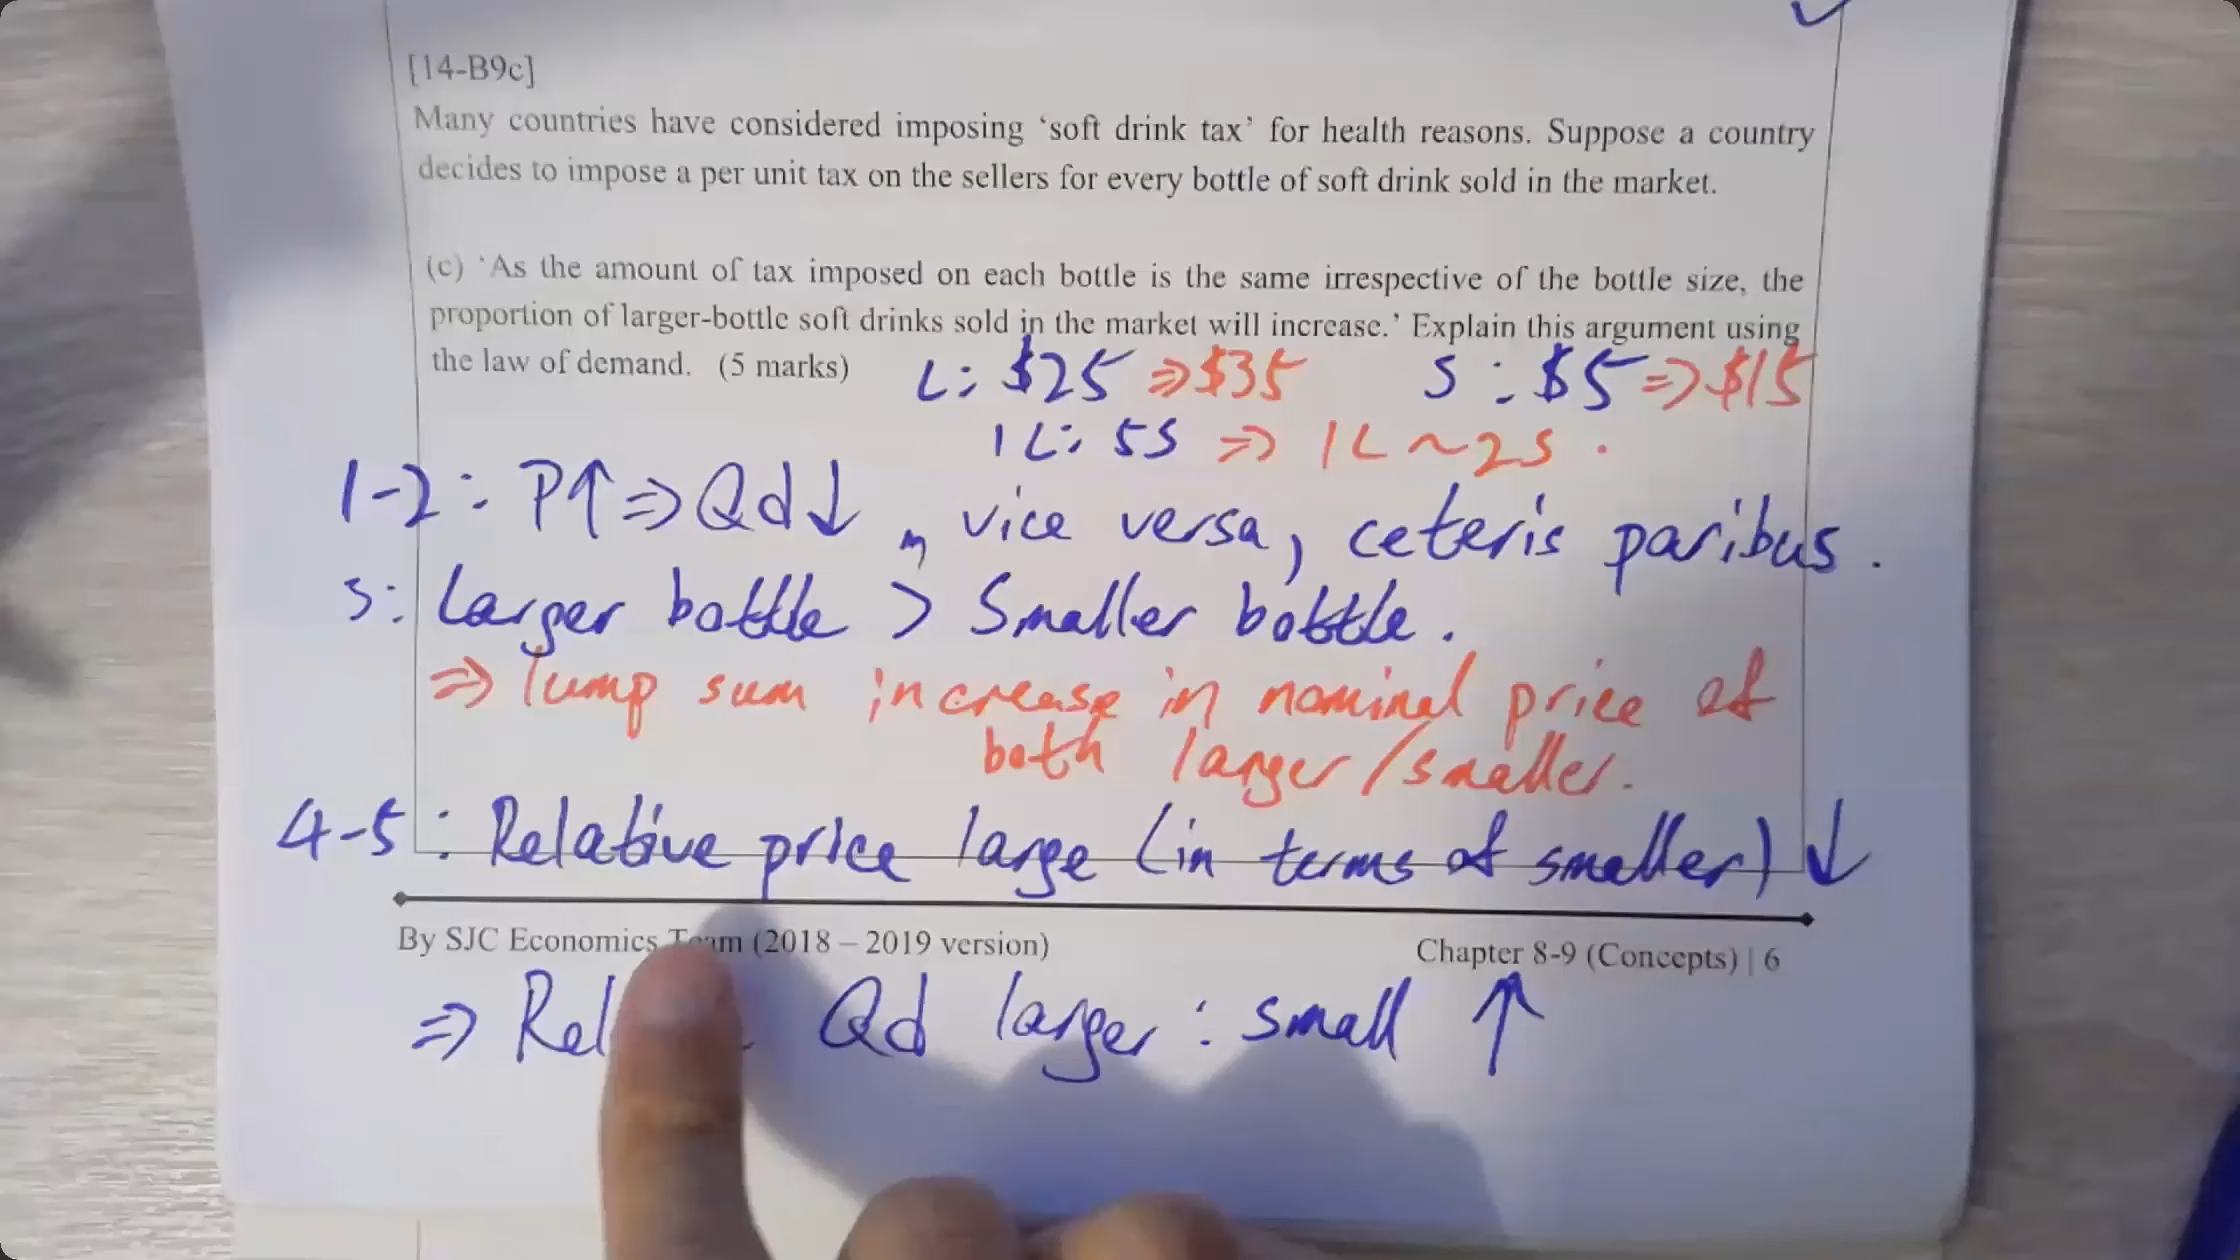 [14-B9c]
Many countries have considered imposing ‘soft drink tax’ for health reasons. Suppose a country
decides to impose a per unit tax on the sellers for every bottle of soft drink sold in the market.
(c) ‘As the amount of tax imposed on each bottle is the same irrespective of the bottle size, the
proportion of larger-bottle soft drinks sold in the market will increase.’ Explain this argument using
the law of demand. (5 marks)
L: $25 ⇒ $35 S: $5 ⇒ $15
1L: 5S ⇒ 1L ~ 2S.
1-2: P↑ ⇒ Qd↓, vice versa, ceteris paribus.
3: Larger bottle > Smaller bottle.
⇒ lump sum increase in nominal price of
both larger/smaller.
4-5: Relative price large (in terms of smaller) ↓
By SJC Economics Team (2018 – 2019 version) Chapter 8-9 (Concepts) | 6
⇒ Qd larger : small ↑